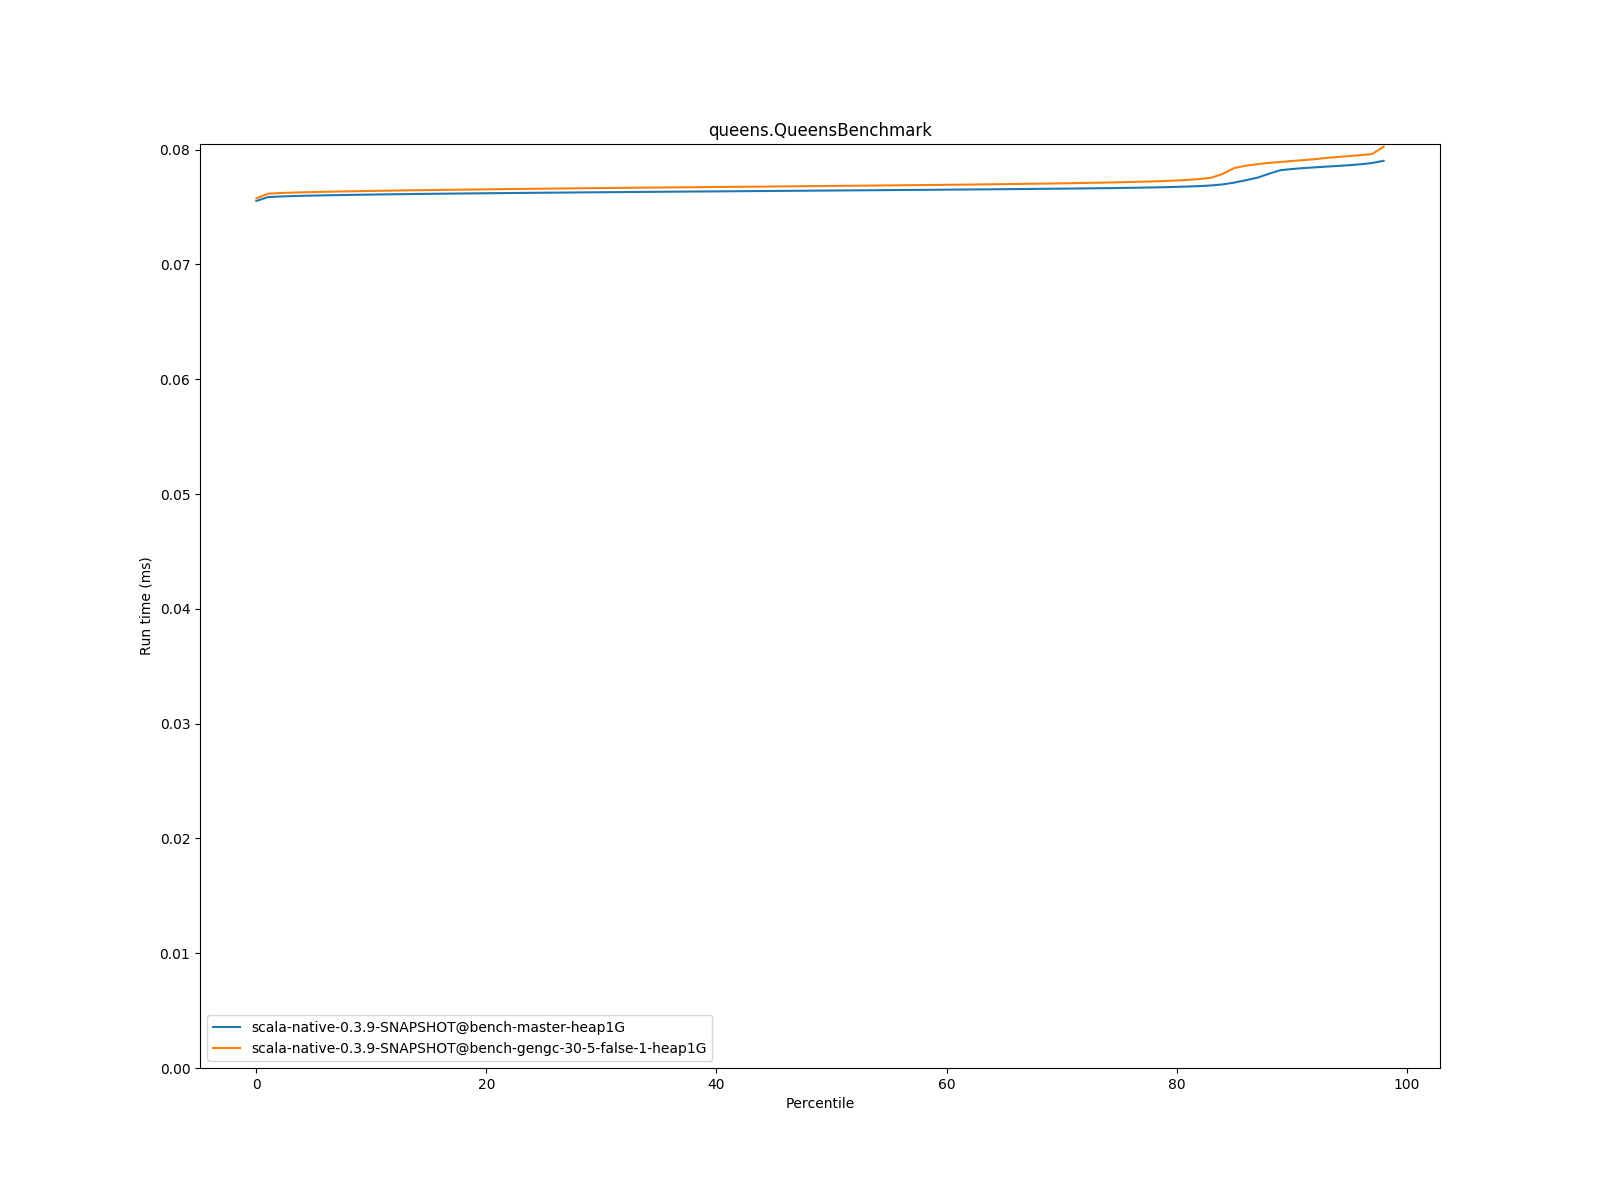 queens.QueensBenchmark
0.08
0.07
0.06
0.05
0.04
0.03
0.02
0.01
0.00
Run time (ms)
scala-native-0.3.9-SNAPSHOT@bench-master-heap1G
scala-native-0.3.9-SNAPSHOT@bench-gengc-30-5-false-1-heap1G
0 20 40 60 80 100
Percentile